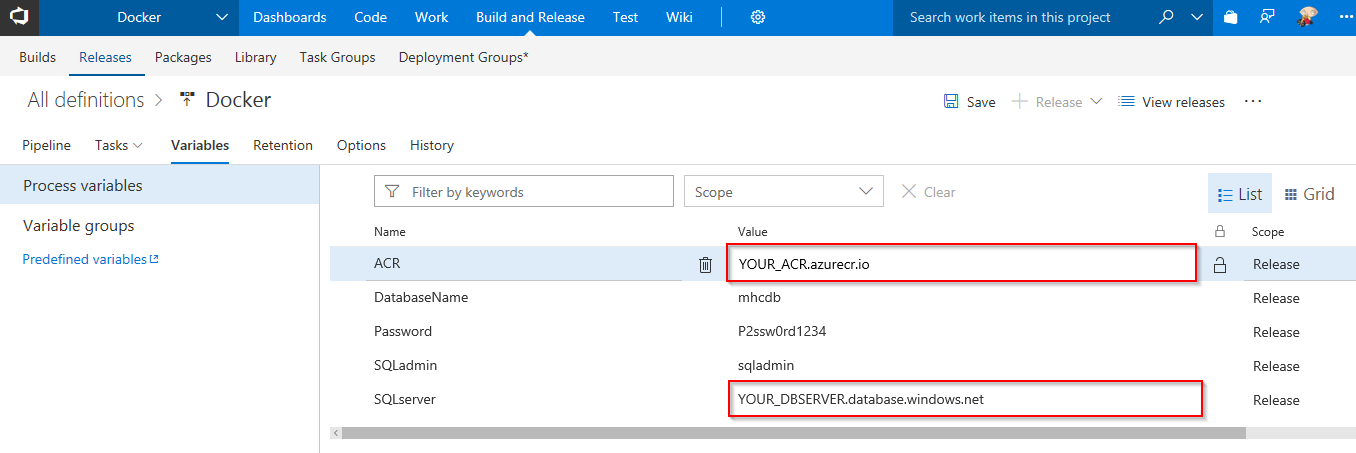 Docker Dashboards Code Work Build and Release Test Wiki Search work items in this project
Builds Releases Packages Library Task Groups Deployment Groups*
All definitions > Docker Save Release View releases ...
Pipeline Tasks Variables Retention Options History
Process variables
Variable groups
Predefined variables
Filter by keywords Scope Clear List Grid
Name Value Scope
ACR YOUR_ACR.azurecr.io Release
DatabaseName mhcdb Release
Password P2ssw0rd1234 Release
SQLadmin sqladmin Release
SQLserver YOUR_DBSERVER.database.windows.net Release